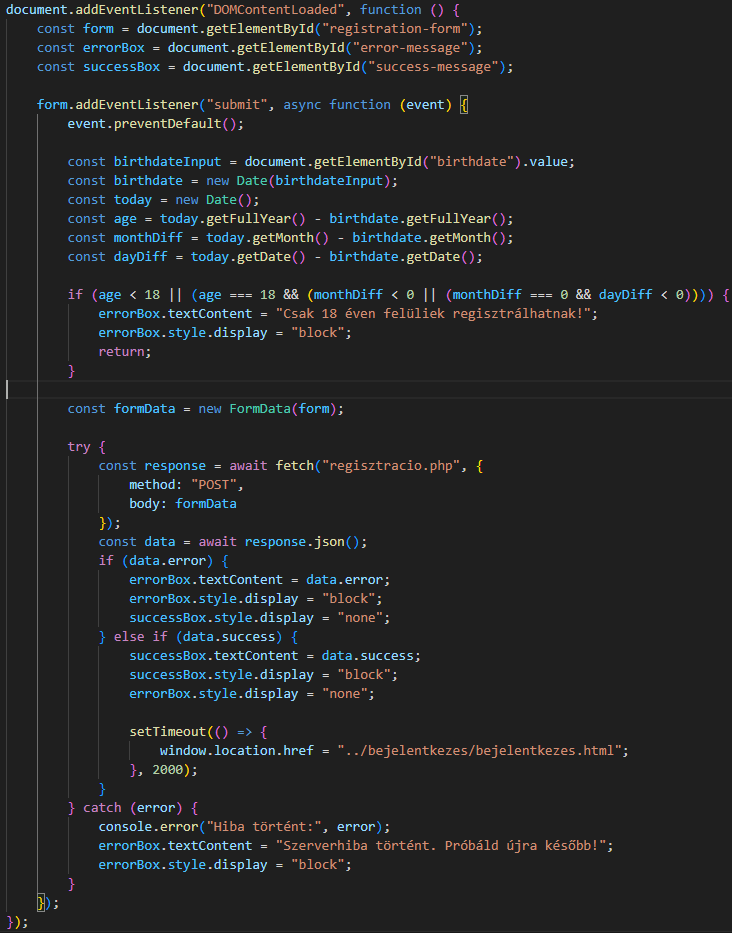 document.addEventListener("DOMContentLoaded", function () {
    const form = document.getElementById("registration-form");
    const errorBox = document.getElementById("error-message");
    const successBox = document.getElementById("success-message");

    form.addEventListener("submit", async function (event) {
        event.preventDefault();

        const birthdateInput = document.getElementById("birthdate").value;
        const birthdate = new Date(birthdateInput);
        const today = new Date();
        const age = today.getFullYear() - birthdate.getFullYear();
        const monthDiff = today.getMonth() - birthdate.getMonth();
        const dayDiff = today.getDate() - birthdate.getDate();

        if (age < 18 || (age === 18 && (monthDiff < 0 || (monthDiff === 0 && dayDiff < 0)))) {
            errorBox.textContent = "Csak 18 éven felüliek regisztrálhatnak!";
            errorBox.style.display = "block";
            return;
        }

        const formData = new FormData(form);

        try {
            const response = await fetch("regisztracio.php", {
                method: "POST",
                body: formData
            });
            const data = await response.json();
            if (data.error) {
                errorBox.textContent = data.error;
                errorBox.style.display = "block";
                successBox.style.display = "none";
            } else if (data.success) {
                successBox.textContent = data.success;
                successBox.style.display = "block";
                errorBox.style.display = "none";

                setTimeout(() => {
                    window.location.href = "../bejelentkezes/bejelentkezes.html";
                }, 2000);
            }
        } catch (error) {
            console.error("Hiba történt:", error);
            errorBox.textContent = "Szerverhiba történt. Próbáld újra később!";
            errorBox.style.display = "block";
        }
    });
});